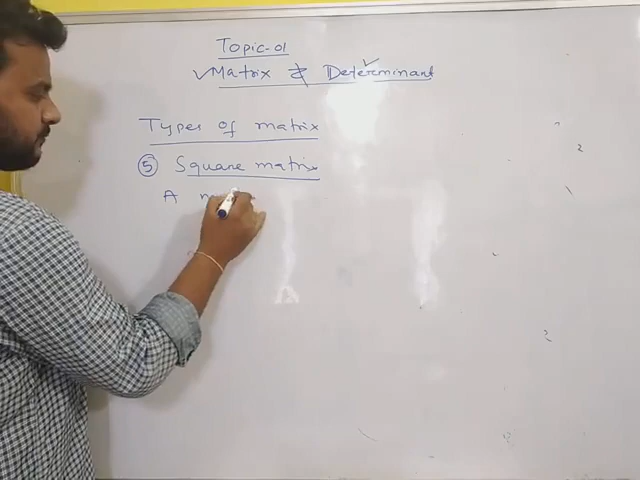 Topic-01
Matrix & Determinant
Types of matrix
⑤ Square matrix
A